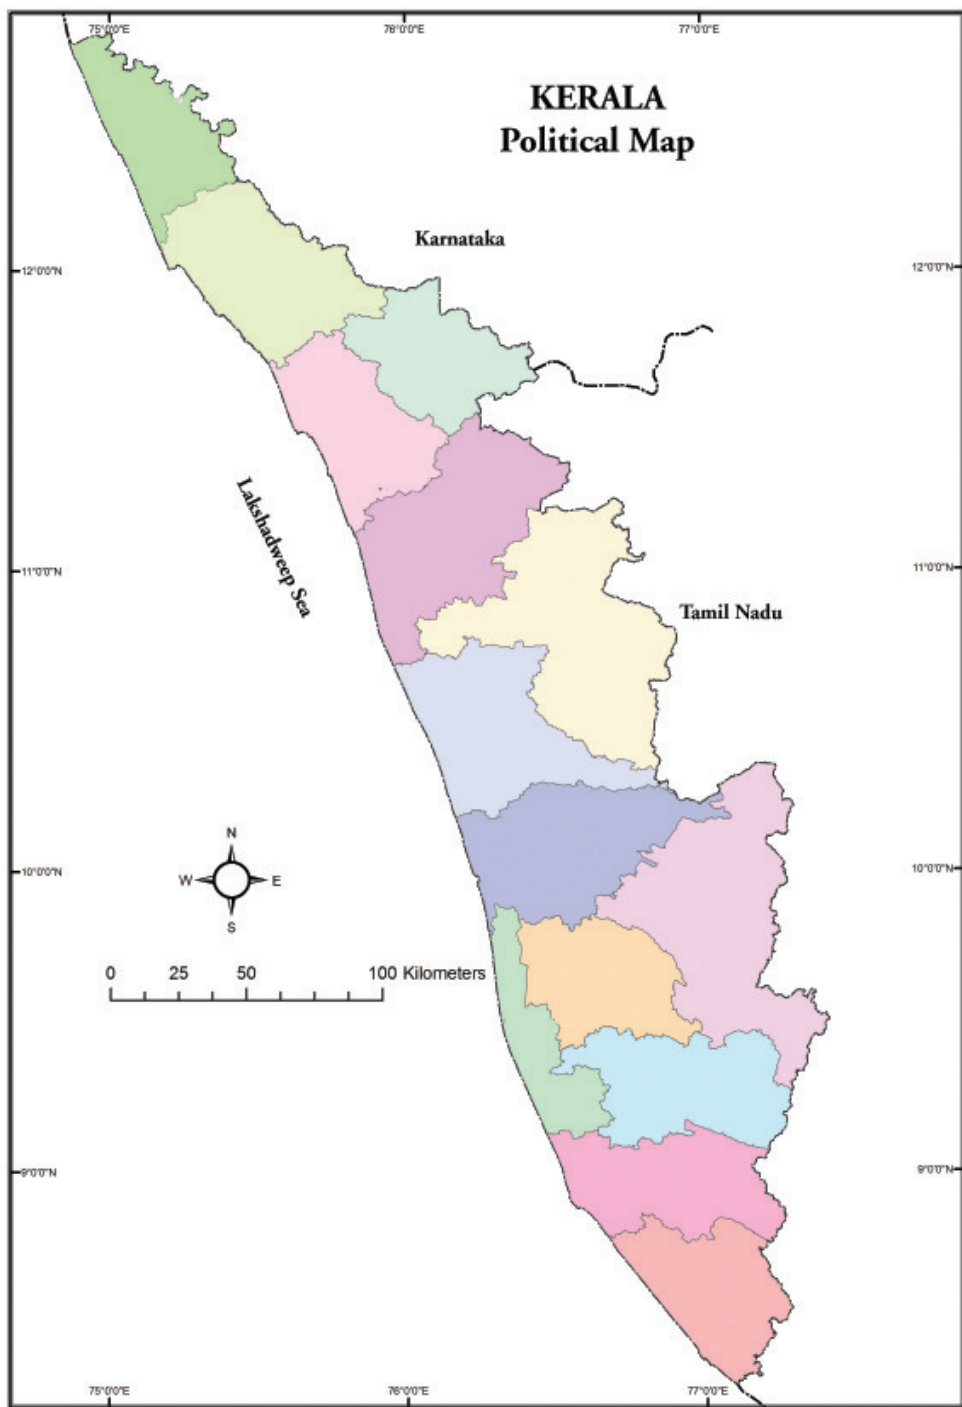 75°0'0"E 76°0'0"E 77°0'0"E
KERALA
Political Map
Karnataka
12°0'0"N 12°0'0"N
Lakshadweep Sea
11°0'0"N 11°0'0"N
Tamil Nadu
N
W E
S
10°0'0"N 10°0'0"N
0 25 50 100 Kilometers
9°0'0"N 9°0'0"N
75°0'0"E 76°0'0"E 77°0'0"E